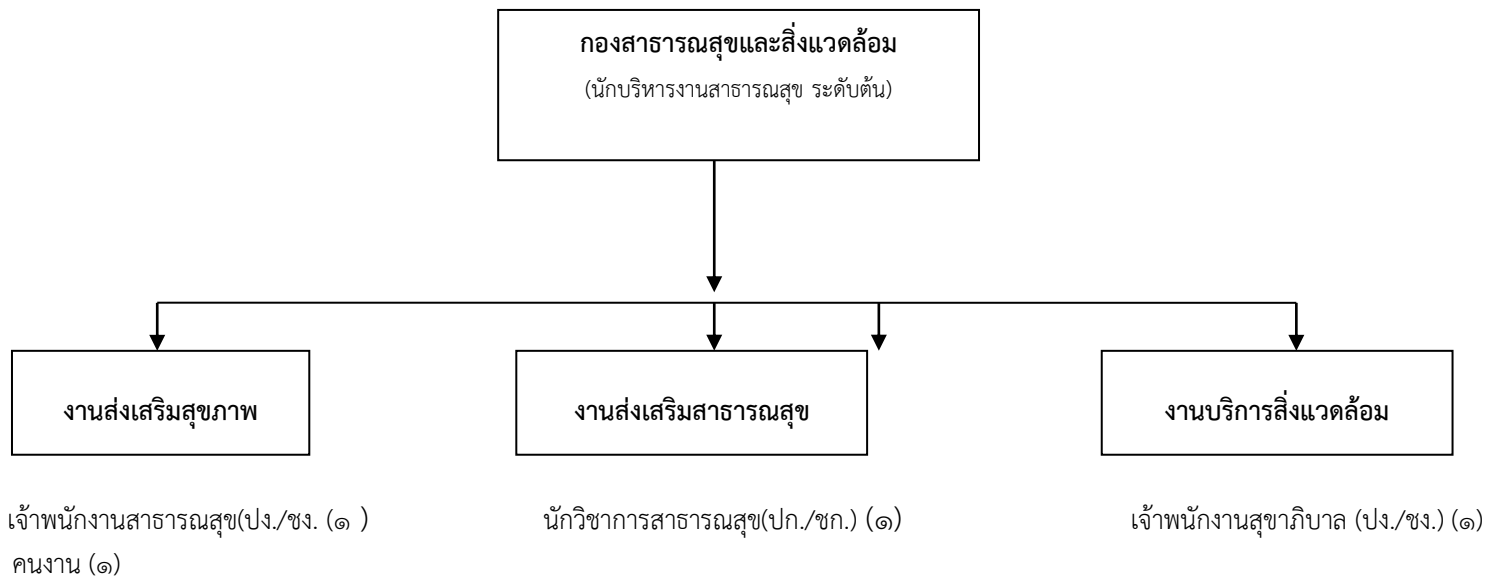 กองสาธารณสุขและสิ่งแวดล้อม
(นักบริหารงานสาธารณสุข ระดับต้น)
งานส่งเสริมสุขภาพ
งานส่งเสริมสาธารณสุข
งานบริการสิ่งแวดล้อม
เจ้าพนักงานสาธารณสุข(ปง./ชง. (๑ )
คนงาน (๑)
นักวิชาการสาธารณสุข(ปก./ชก.) (๑)
เจ้าพนักงานสุขาภิบาล (ปง./ชง.) (๑)